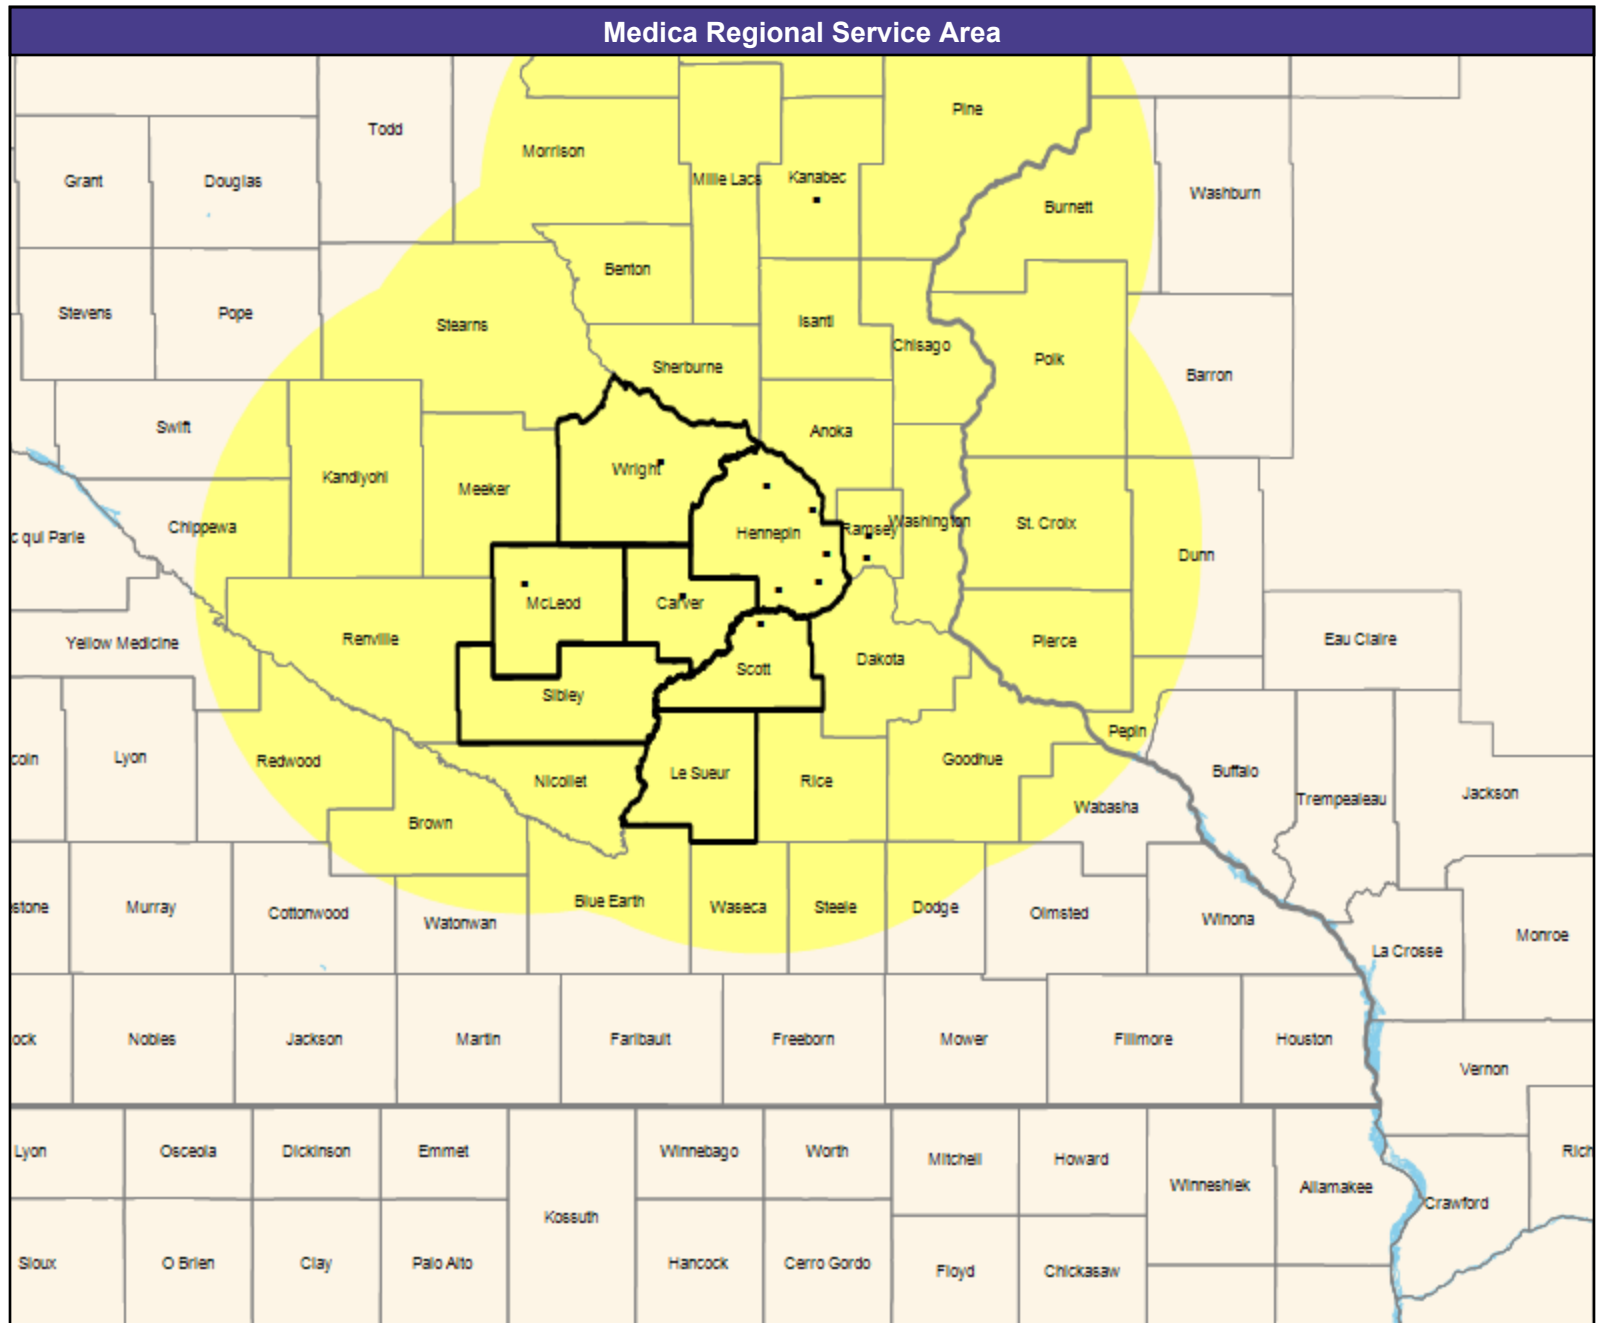 Medica Regional Service Area
Pine
Todd
Morrison
Mille Lacs
Kanabec
Grant
Douglas
Washburn
Burnett
Benton
Stevens
Pope
Stearns
Isanti
Chisago
Polk
Sherburne
Barron
Swift
Anoka
Wright
Kandiyohi
Meeker
Chippewa
Hennepin
Ramsey
Washington
St. Croix
c qui Parle
Dunn
McLeod
Carver
Yellow Medicine
Renville
Scott
Dakota
Pierce
Eau Claire
Sibley
Pepin
coln
Lyon
Redwood
Nicollet
Le Sueur
Rice
Goodhue
Buffalo
Trempealeau
Jackson
Wabasha
Brown
stone
Murray
Cottonwood
Watonwan
Blue Earth
Waseca
Steele
Dodge
Olmsted
Winona
La Crosse
Monroe
ock
Nobles
Jackson
Martin
Faribault
Freeborn
Mower
Fillmore
Houston
Vernon
Lyon
Osceola
Dickinson
Emmet
Winnebago
Worth
Mitchell
Howard
Winneshiek
Allamakee
Crawford
Rich
Kossuth
Sioux
O Brien
Clay
Palo Alto
Hancock
Cerro Gordo
Floyd
Chickasaw